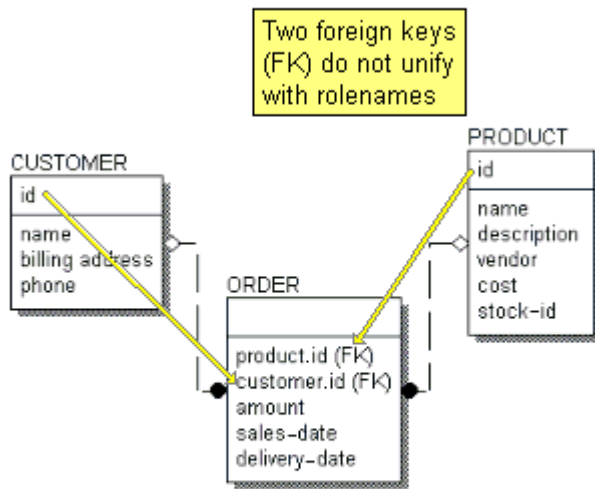 Two foreign keys
(FK) do not unify
with rolenames
CUSTOMER
id
name
billing address
phone
PRODUCT
id
name
description
vendor
cost
stock-id
ORDER
product.id (FK)
customer.id (FK)
amount
sales-date
delivery-date